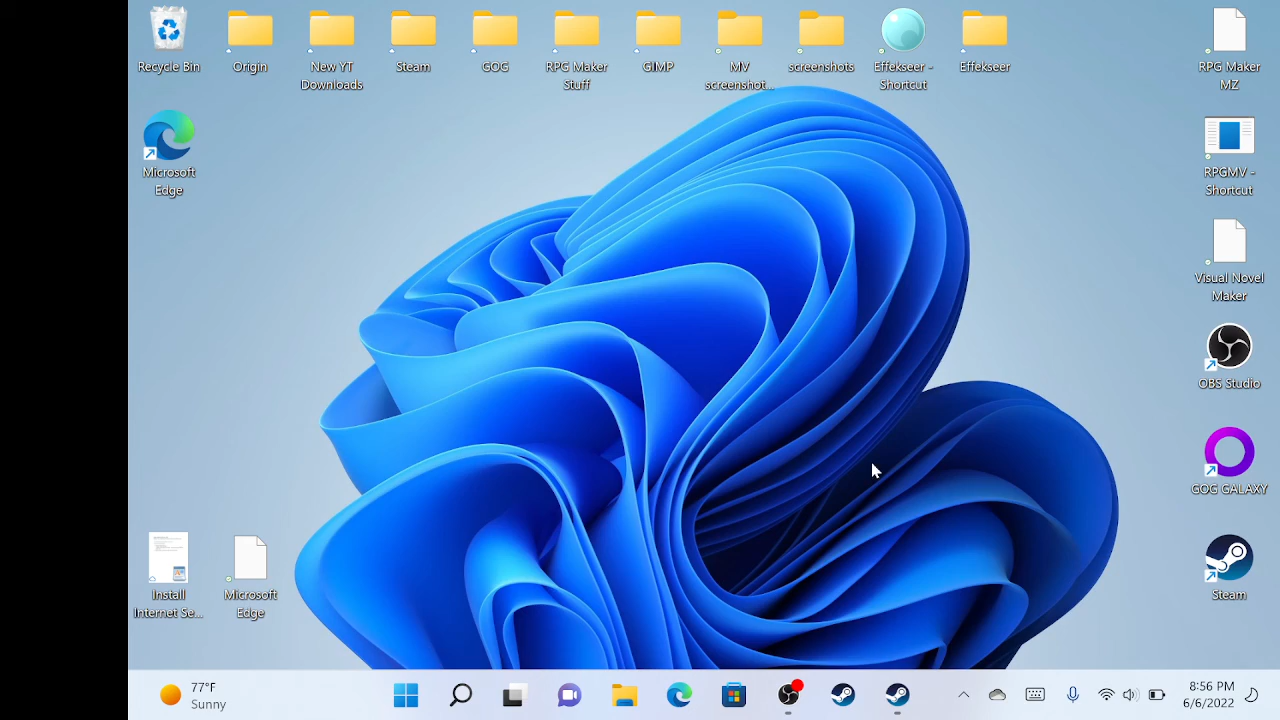 Recycle Bin
Origin
New YT
Downloads
Steam
GOG
RPG Maker
Stuff
GIMP
MV
screenshot...
screenshots
Effekseer -
Shortcut
Effekseer
RPG Maker
MZ
Microsoft
Edge
RPGMV -
Shortcut
Visual Novel
Maker
OBS Studio
GOG GALAXY
Install
Internet Se...
Microsoft
Edge
Steam
77°F
Sunny
8:56 PM
6/6/2022